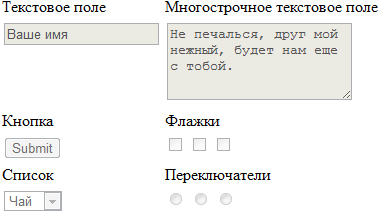 Текстовое поле
Многострочное текстовое поле
Ваше имя
Не печалься, друг мой
нежный, будет нам еще
с тобой.
Кнопка
Флажки
Submit
Список
Переключатели
Чай